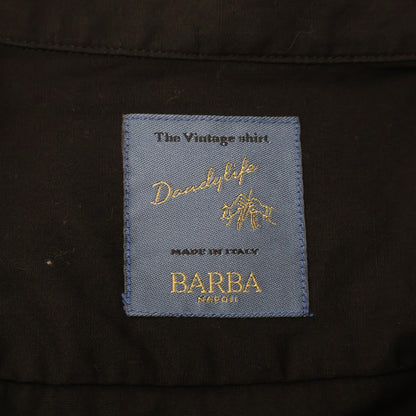 The Vintage shirt
Dandylife
MADE IN ITALY
BARBA
NAPOLI